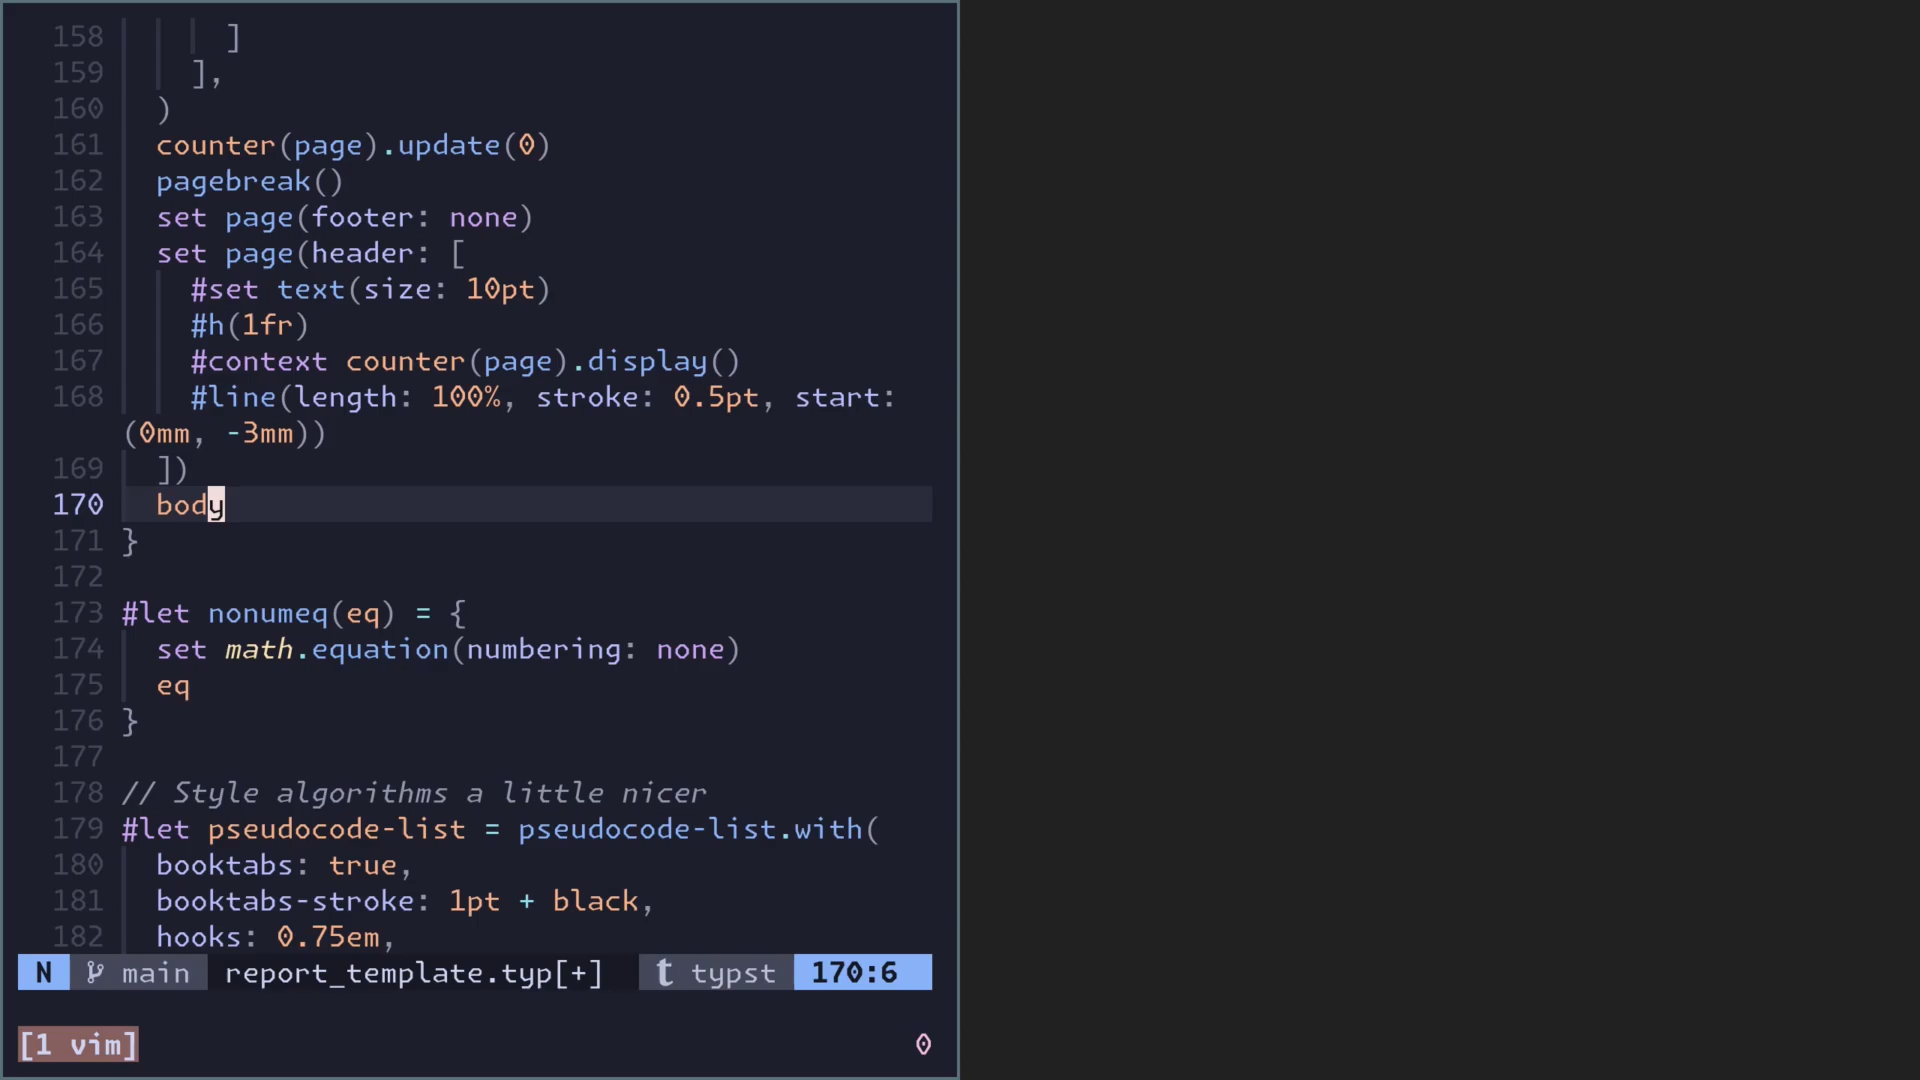 158 ]
159 ],
160 )
161 counter(page).update(0)
162 pagebreak()
163 set page(footer: none)
164 set page(header: [
165 #set text(size: 10pt)
166 #h(1fr)
167 #context counter(page).display()
168 #line(length: 100%, stroke: 0.5pt, start:
(0mm, -3mm))
169 ])
170 body
171 }
172
173 #let nonumeq(eq) = {
174 set math.equation(numbering: none)
175 eq
176 }
177
178 // Style algorithms a little nicer
179 #let pseudocode-list = pseudocode-list.with(
180 booktabs: true,
181 booktabs-stroke: 1pt + black,
182 hooks: 0.75em,
N main report_template.typ[+] t typst 170:6
[1 vim] 0